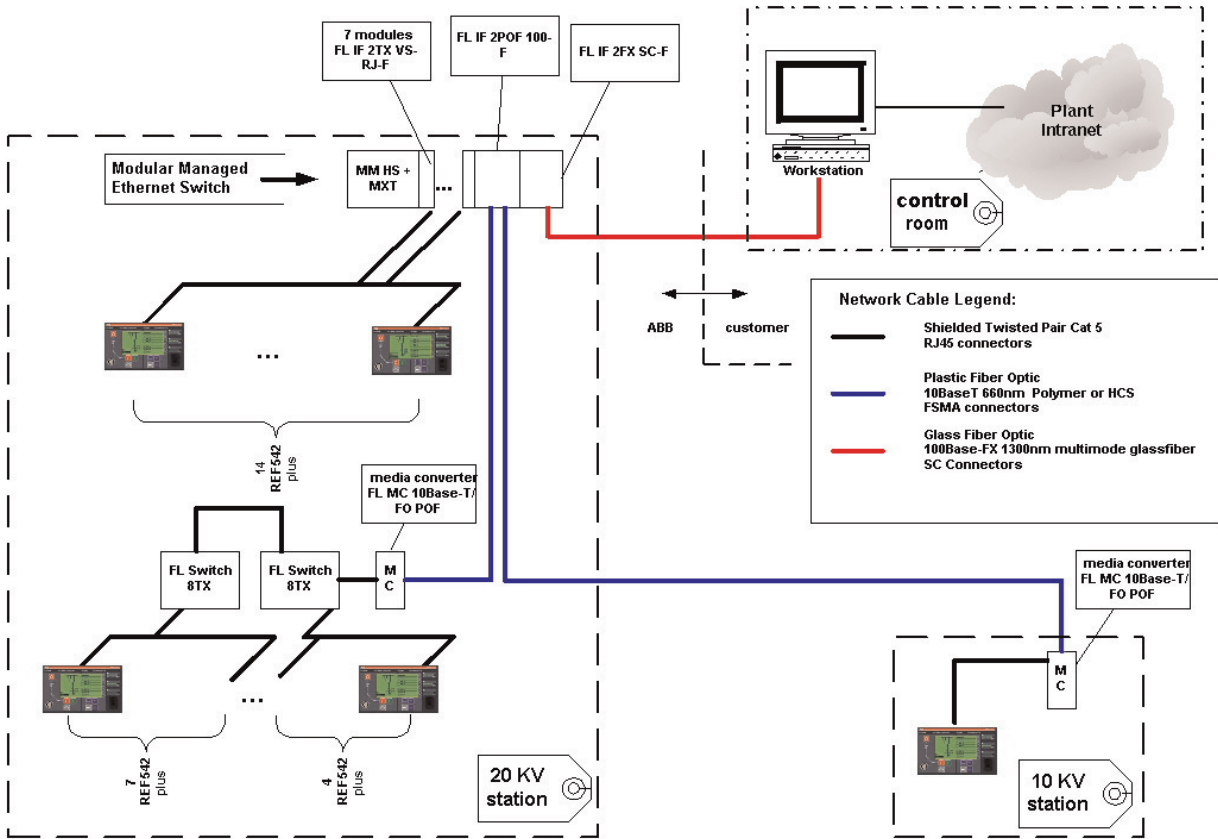 7 modules
FL IF 2TX VS-
RJ-F
FL IF 2POF 100-
F
FL IF 2FX SC-F
Modular Managed
Ethernet Switch
MM HS +
MXT
...
Workstation
Plant
Intranet
control
room
ABB
customer
Network Cable Legend:
Shielded Twisted Pair Cat 5
RJ45 connectors
Plastic Fiber Optic
10BaseT 660nm Polymer or HCS
FSMA connectors
Glass Fiber Optic
100Base-FX 1300nm multimode glassfiber
SC Connectors
...
14
REF542
plus
media converter
FL MC 10Base-T/
FO POF
FL Switch
8TX
FL Switch
8TX
M
C
...
7
REF542
plus
4
REF542
plus
20 KV
station
media converter
FL MC 10Base-T/
FO POF
M
C
10 KV
station